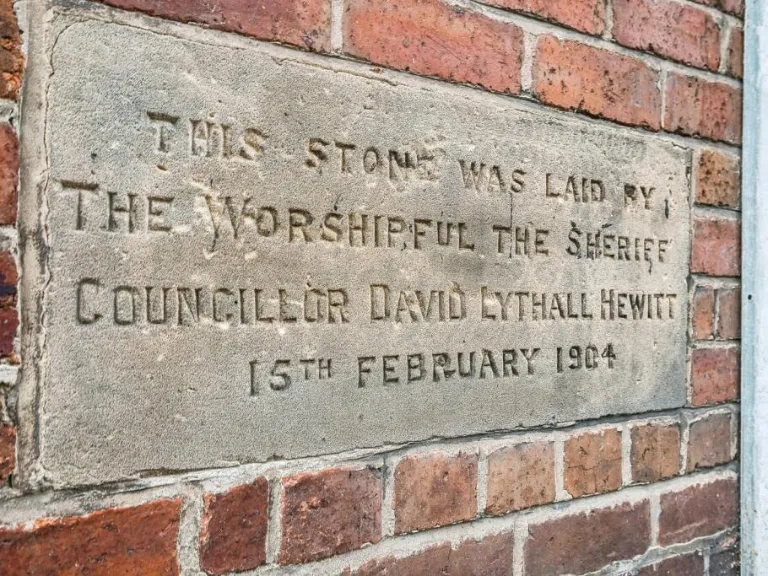 THIS STONE WAS LAID BY
THE WORSHIPFUL THE SHERIFF
COUNCILLOR DAVID LYTHALL HEWITT
15TH FEBRUARY 1904